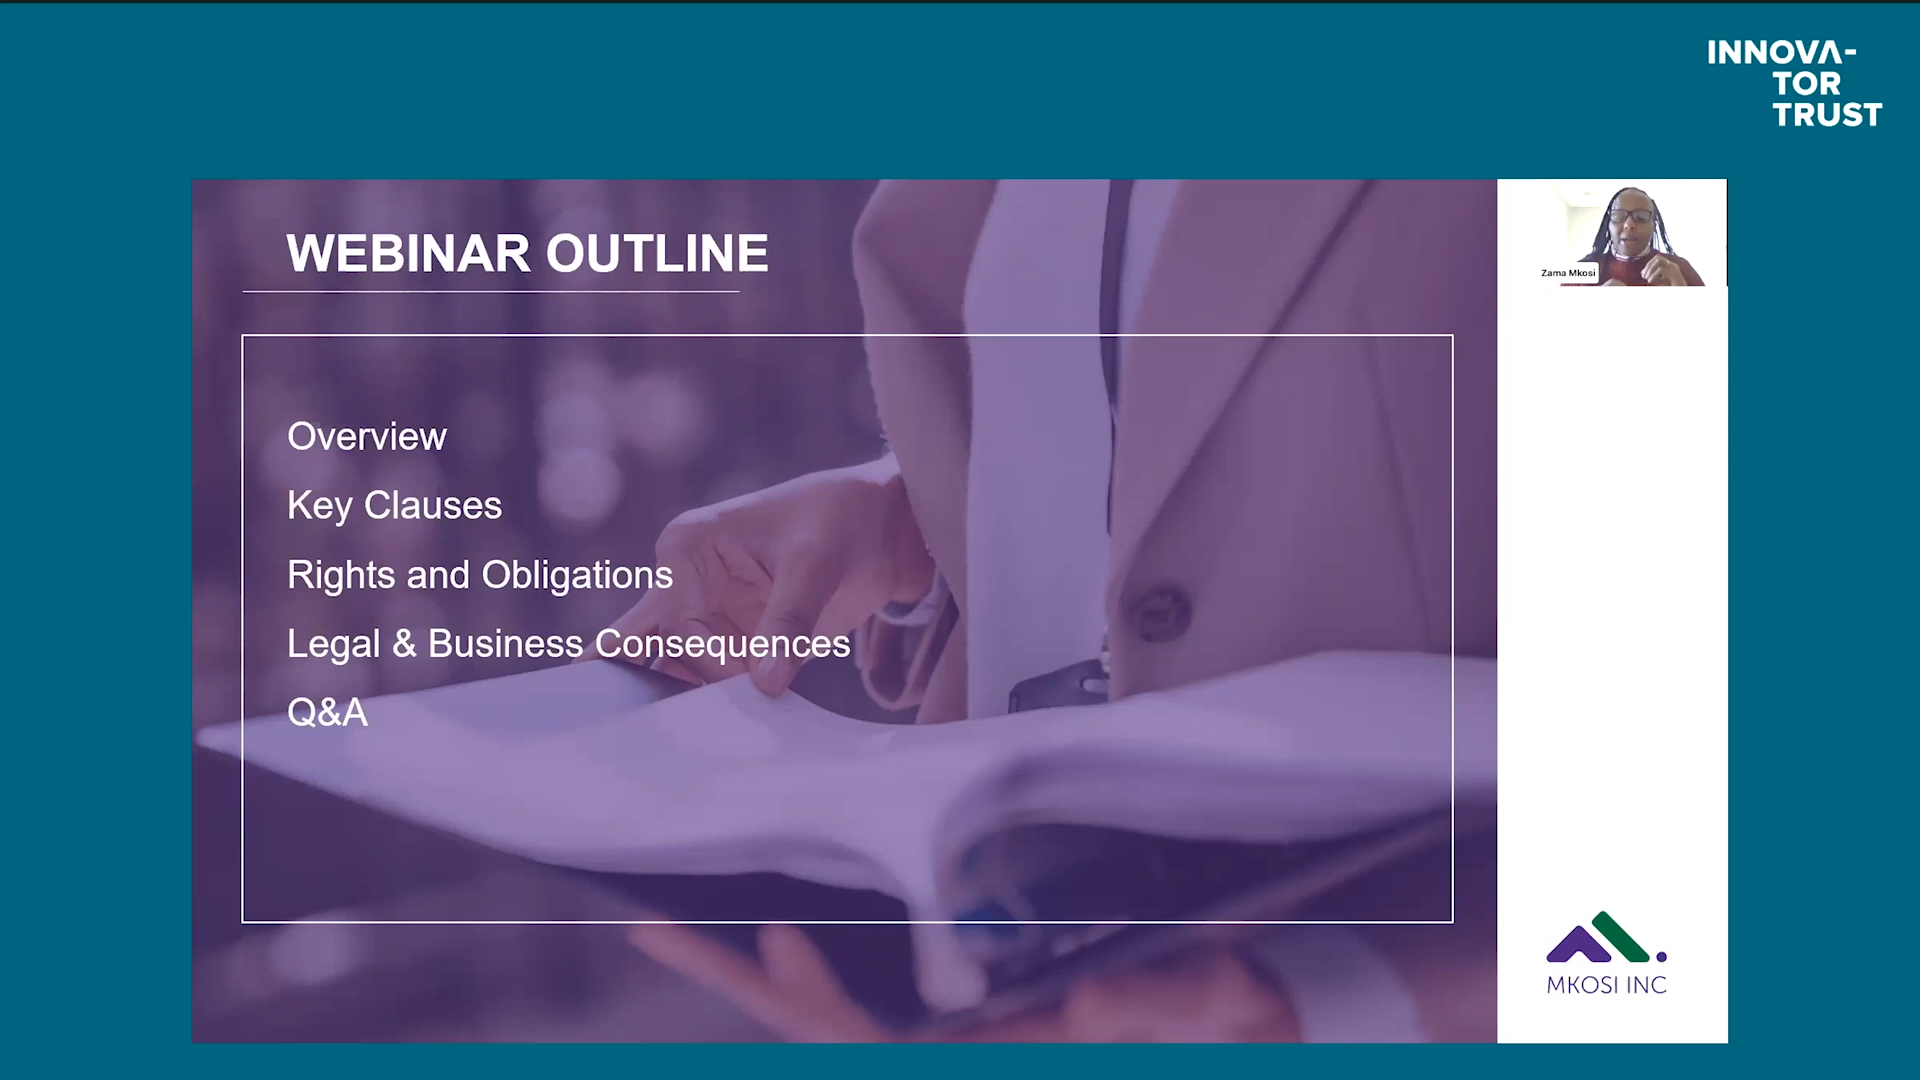 INNOVA-
TOR
TRUST
WEBINAR OUTLINE
Zama Mkosi
Overview
Key Clauses
Rights and Obligations
Legal & Business Consequences
Q&A
MKOSI INC